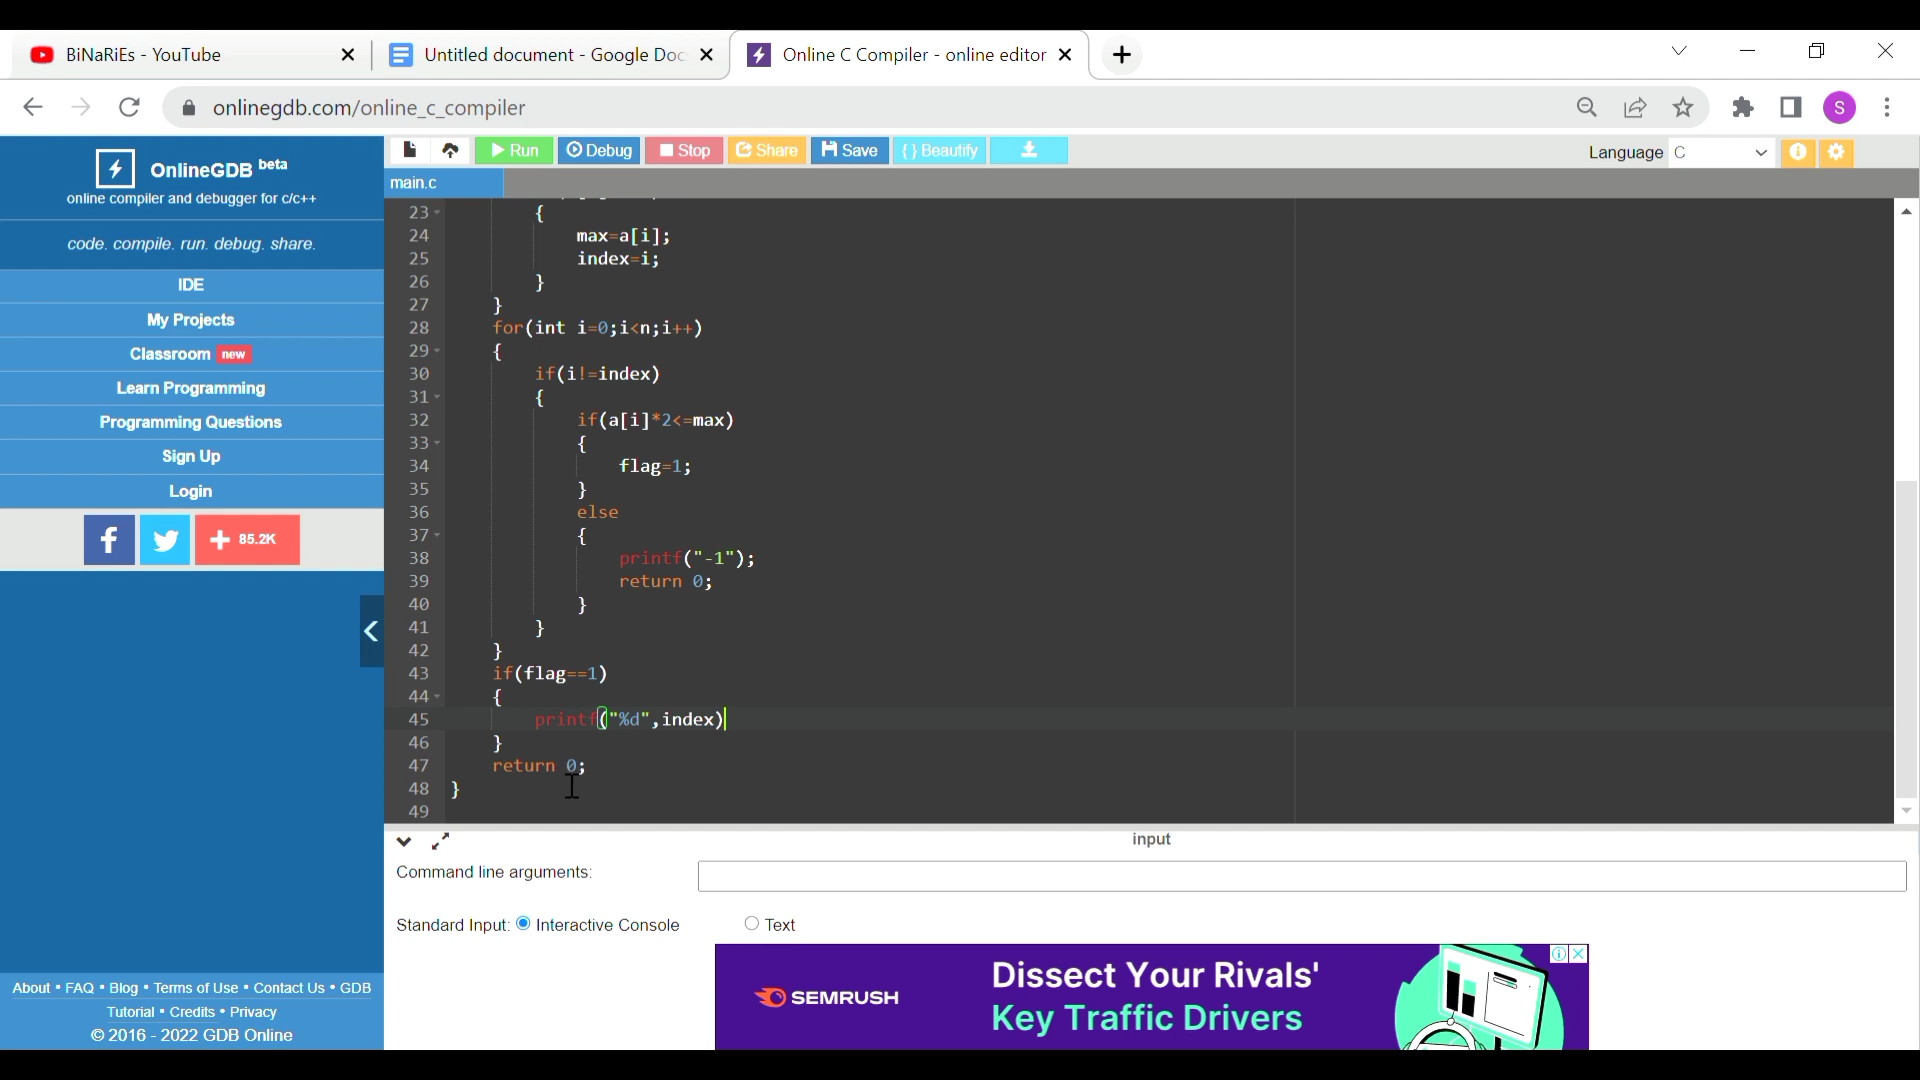 BiNaRiEs - YouTube
Untitled document - Google Doc
Online C Compiler - online editor
onlinegdb.com/online_c_compiler
S
OnlineGDB beta
online compiler and debugger for c/c++
code. compile. run. debug. share.
IDE
My Projects
Classroom new
Learn Programming
Programming Questions
Sign Up
Login
f
+ 85.2K
About • FAQ • Blog • Terms of Use • Contact Us • GDB
Tutorial • Credits • Privacy
© 2016 - 2022 GDB Online
Run Debug Stop Share Save { } Beautify
Language C
main.c
23 {
24 max=a[i];
25 index=i;
26 }
27 }
28 for(int i=0;i<n;i++)
29 {
30 if(i!=index)
31 {
32 if(a[i]*2<=max)
33 {
34 flag=1;
35 }
36 else
37 {
38 printf("-1");
39 return 0;
40 }
41 }
42 }
43 if(flag==1)
44 {
45 printf("%d",index)
46 }
47 return 0;
48 }
49
input
Command line arguments:
Standard Input: Interactive Console Text
SEMRUSH
Dissect Your Rivals'
Key Traffic Drivers